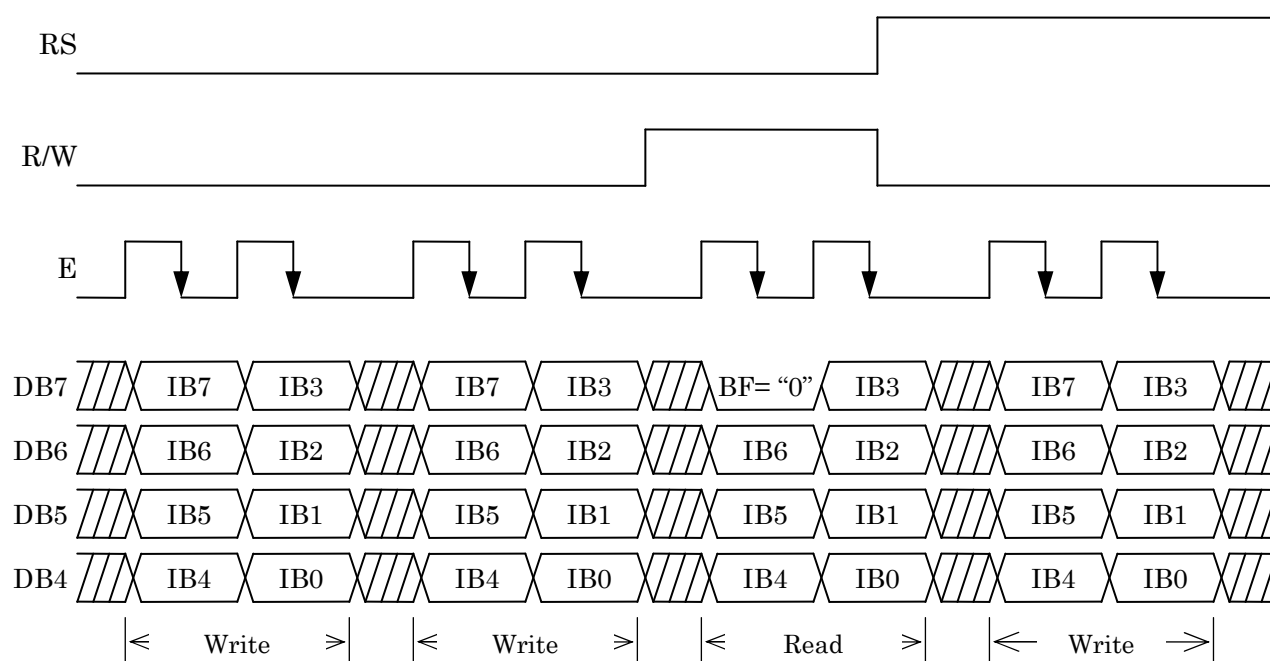 RS
R/W
E
DB7 IB7 IB3 IB7 IB3 BF= “0” IB3 IB7 IB3
DB6 IB6 IB2 IB6 IB2 IB6 IB2 IB6 IB2
DB5 IB5 IB1 IB5 IB1 IB5 IB1 IB5 IB1
DB4 IB4 IB0 IB4 IB0 IB4 IB0 IB4 IB0
Write Write Read Write